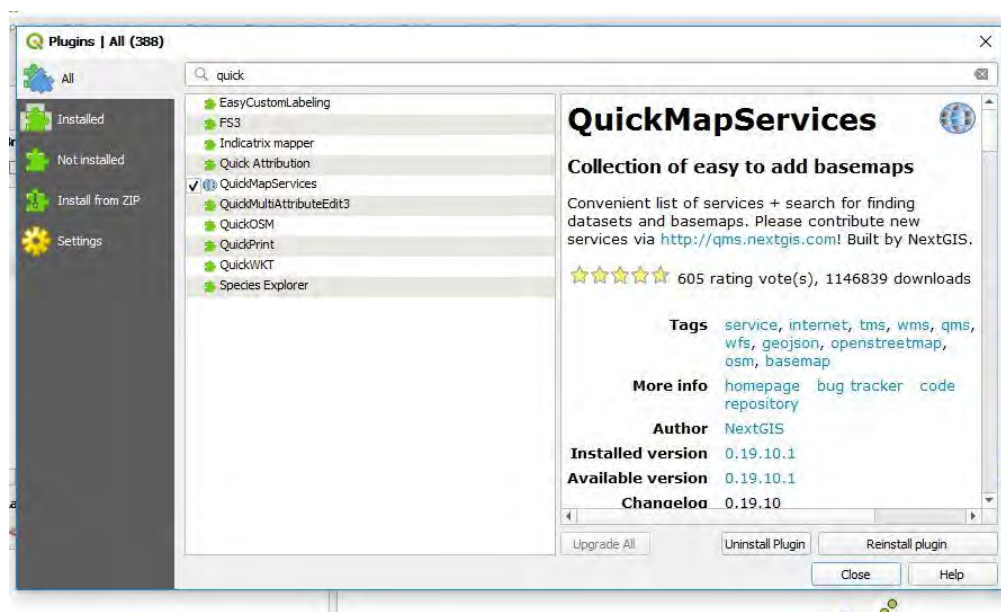 Plugins | All (388)
All
Installed
Not installed
Install from ZIP
Settings
quick
EasyCustomLabeling
FS3
Indicatrix mapper
Quick Attribution
QuickMapServices
QuickMultiAttributeEdit3
QuickOSM
QuickPrint
QuickWKT
Species Explorer
QuickMapServices
Collection of easy to add basemaps
Convenient list of services + search for finding
datasets and basemaps. Please contribute new
services via http://qms.nextgis.com! Built by NextGIS.
605 rating vote(s), 1146839 downloads
Tags service, internet, tms, wms, qms,
wfs, geojson, openstreetmap,
osm, basemap
More info homepage bug tracker code
repository
Author NextGIS
Installed version 0.19.10.1
Available version 0.19.10.1
Changelog 0.19.10
Upgrade All Uninstall Plugin Reinstall plugin
Close Help